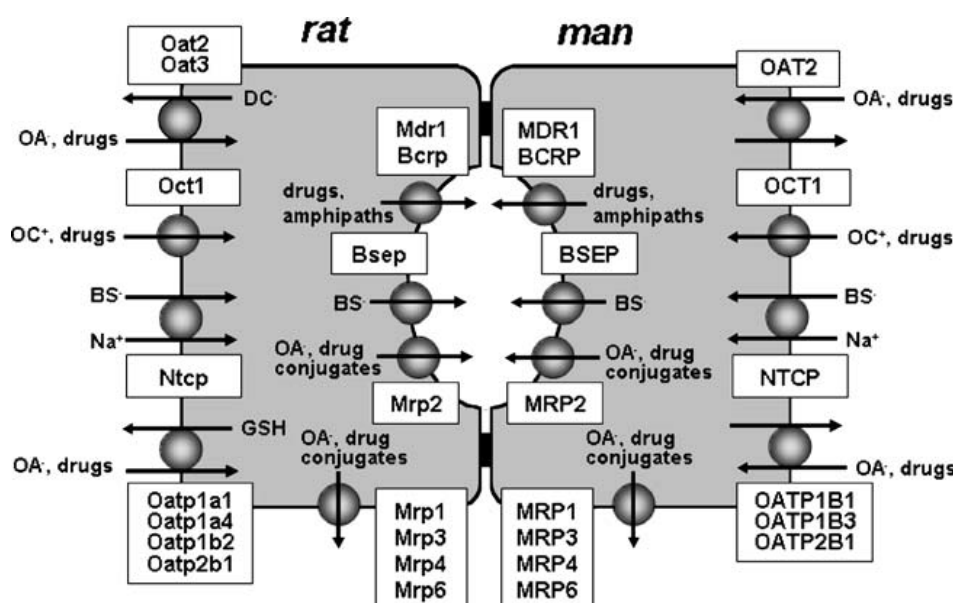 rat
man
Oat2
Oat3
DC-
OA-, drugs
Oct1
OC+, drugs
BS-
Na+
Ntcp
GSH
OA-, drugs
Oatp1a1
Oatp1a4
Oatp1b2
Oatp2b1
Mdr1
Bcrp
drugs,
amphipaths
Bsep
BS-
OA-, drug
conjugates
Mrp2
OA-, drug
conjugates
Mrp1
Mrp3
Mrp4
Mrp6
MDR1
BCRP
drugs,
amphipaths
BSEP
BS-
OA-, drug
conjugates
MRP2
OA-, drug
conjugates
MRP1
MRP3
MRP4
MRP6
OAT2
OA-, drugs
OCT1
OC+, drugs
BS-
Na+
NTCP
OA-, drugs
OATP1B1
OATP1B3
OATP2B1